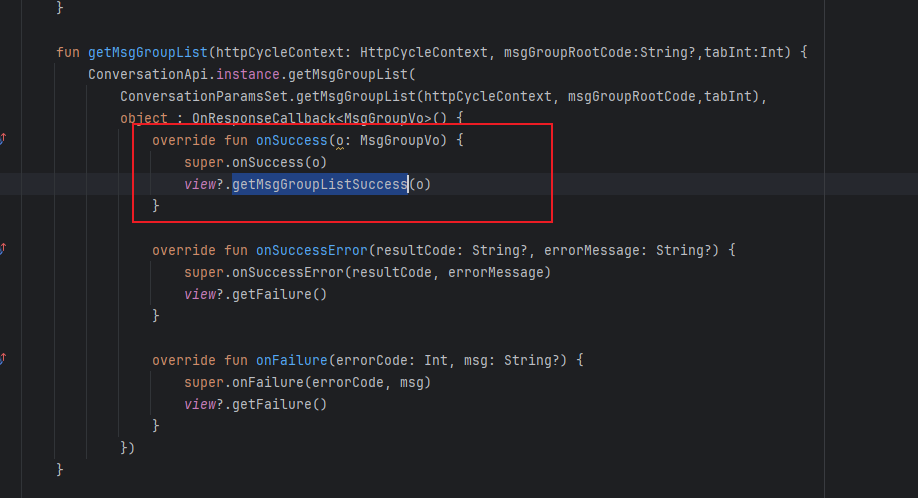 }
fun getMsgGroupList(httpCycleContext: HttpCycleContext, msgGroupRootCode:String?,tabInt:Int) {
ConversationApi.instance.getMsgGroupList(
ConversationParamsSet.getMsgGroupList(httpCycleContext, msgGroupRootCode,tabInt),
object : OnResponseCallback<MsgGroupVo>() {
override fun onSuccess(o: MsgGroupVo) {
super.onSuccess(o)
view?.getMsgGroupListSuccess(o)
}
override fun onSuccessError(resultCode: String?, errorMessage: String?) {
super.onSuccessError(resultCode, errorMessage)
view?.getFailure()
}
override fun onFailure(errorCode: Int, msg: String?) {
super.onFailure(errorCode, msg)
view?.getFailure()
}
})
}